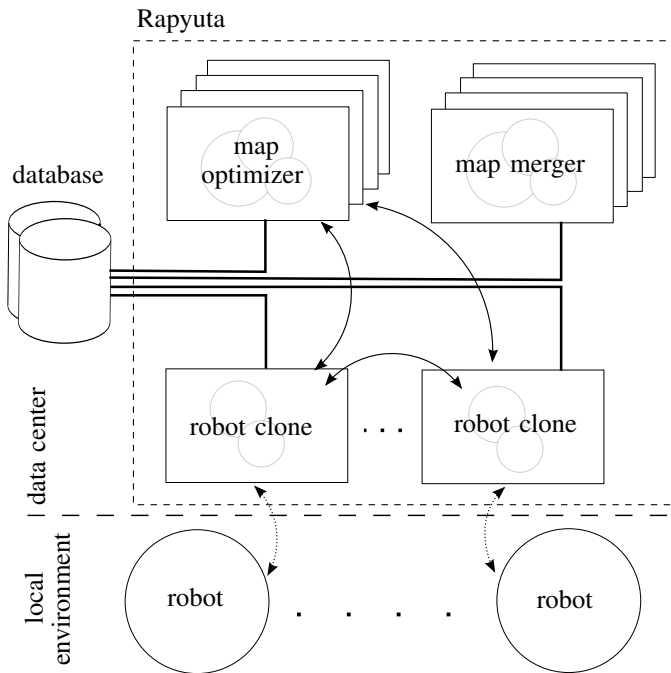 Rapyuta
map
optimizer
map merger
database
robot clone
. . .
robot clone
data center
local
environment
robot
. . . .
robot